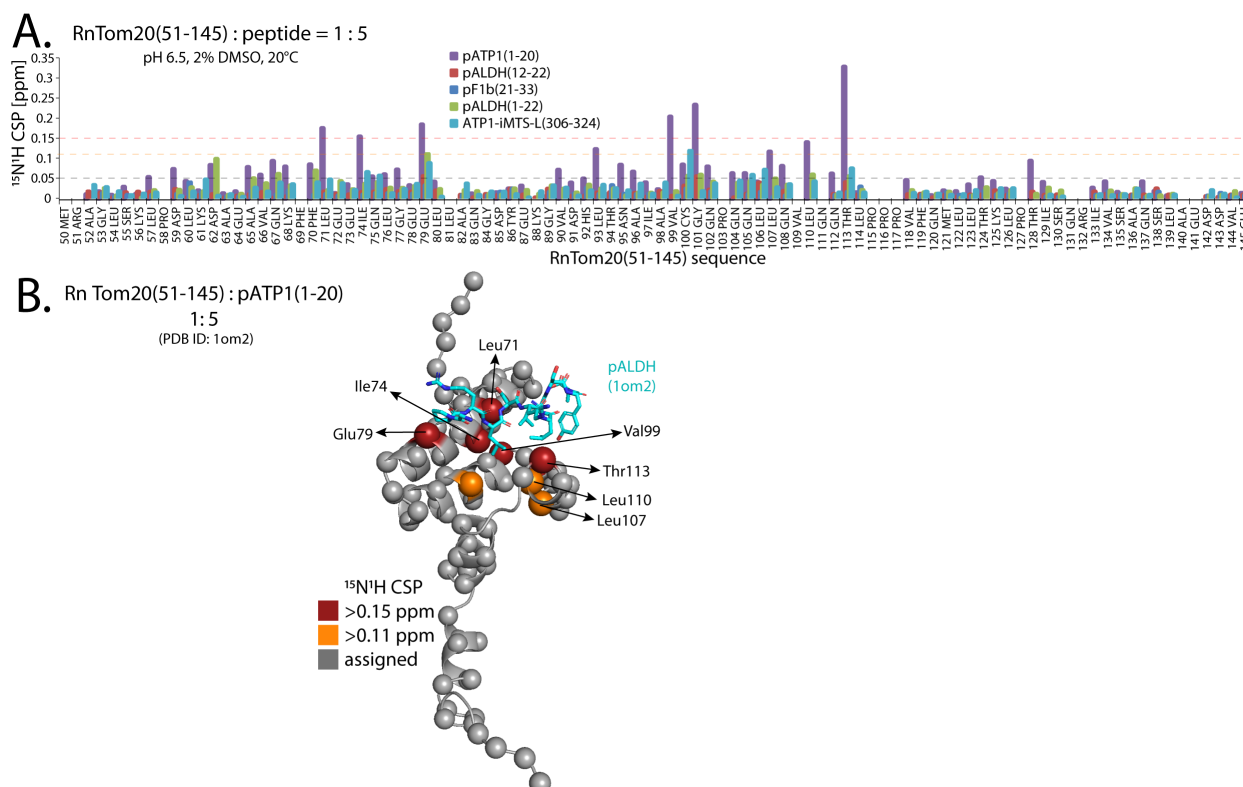 A.
RnTom20(51-145) : peptide = 1 : 5
pH 6.5, 2% DMSO, 20°C
¹⁵N¹H CSP [ppm]
0.35
0.3
0.25
0.2
0.15
0.1
0.05
0
pATP1(1-20)
pALDH(12-22)
pF1b(21-33)
pALDH(1-22)
ATP1-iMTS-L(306-324)
50 MET
51 ARG
52 ALA
53 GLY
54 LEU
55 SER
56 LYS
57 LEU
58 PRO
59 ASP
60 LEU
61 LYS
62 ASP
63 ALA
64 GLU
65 ALA
66 VAL
67 GLN
68 LYS
69 PHE
70 PHE
71 LEU
72 GLU
73 GLU
74 ILE
75 GLN
76 LEU
77 GLY
78 GLU
79 GLU
80 LEU
81 LEU
82 ALA
83 GLN
84 GLY
85 ASP
86 TYR
87 GLU
88 LYS
89 GLY
90 VAL
91 ASP
92 HIS
93 LEU
94 THR
95 ASN
96 ALA
97 ILE
98 ALA
99 VAL
100 CYS
101 GLY
102 GLN
103 PRO
104 GLN
105 GLN
106 LEU
107 LEU
108 GLN
109 VAL
110 LEU
111 GLN
112 GLN
113 THR
114 LEU
115 PRO
116 PRO
117 PRO
118 VAL
119 PHE
120 GLN
121 MET
122 LEU
123 LEU
124 THR
125 LYS
126 LEU
127 PRO
128 THR
129 ILE
130 SER
131 GLN
132 ARG
133 ILE
134 VAL
135 SER
136 ALA
137 GLN
138 SER
139 LEU
140 ALA
141 GLU
142 ASP
143 ASP
144 VAL
RnTom20(51-145) sequence
B.
Rn Tom20(51-145) : pATP1(1-20)
1: 5
(PDB ID: 1om2)
Leu71
pALDH
(1om2)
Ile74
Glu79
Val99
Thr113
Leu110
Leu107
¹⁵N¹H CSP
>0.15 ppm
>0.11 ppm
assigned